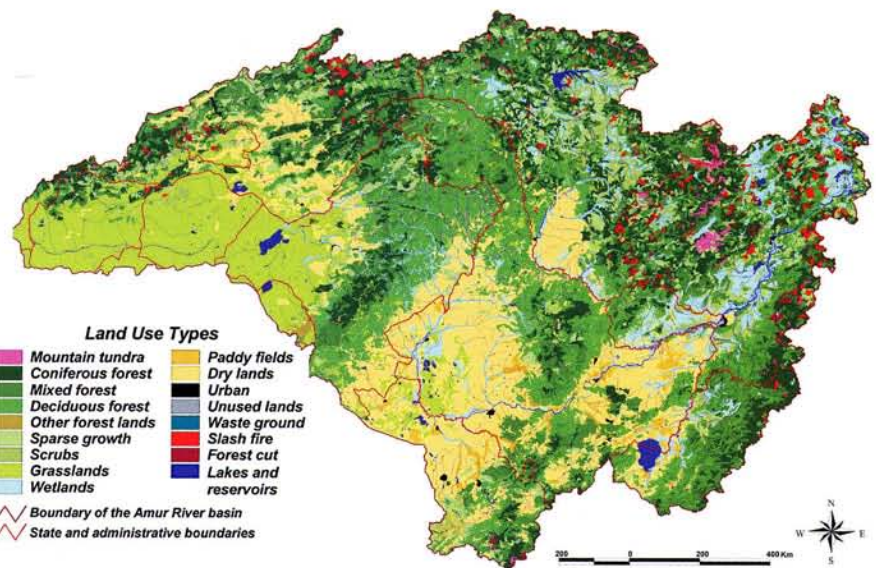 Land Use Types
Mountain tundra
Coniferous forest
Mixed forest
Deciduous forest
Other forest lands
Sparse growth
Scrubs
Grasslands
Wetlands
Paddy fields
Dry lands
Urban
Unused lands
Waste ground
Slash fire
Forest cut
Lakes and
reservoirs
Boundary of the Amur River basin
State and administrative boundaries
N
W E
S
200 0 200 400 Km